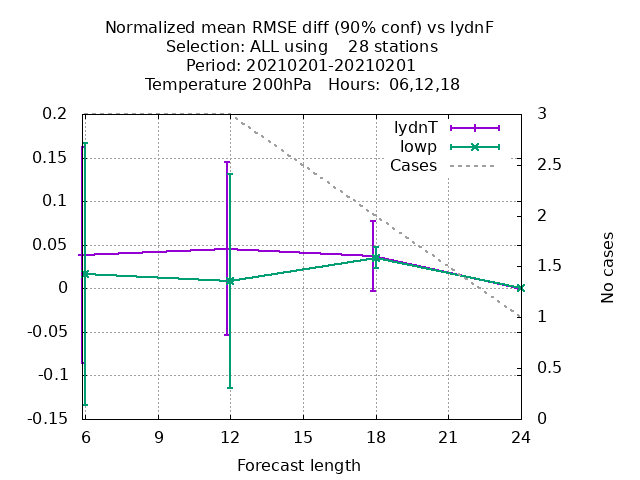 Normalized mean RMSE diff (90% conf) vs lydnF
Selection: ALL using    28 stations
Period: 20210201-20210201
Temperature 200hPa   Hours:  06,12,18
0.2
0.15
0.1
0.05
0
-0.05
-0.1
-0.15
3
2.5
2
1.5
1
0.5
0
lydnT
lowp
Cases
No cases
6 9 12 15 18 21 24
Forecast length